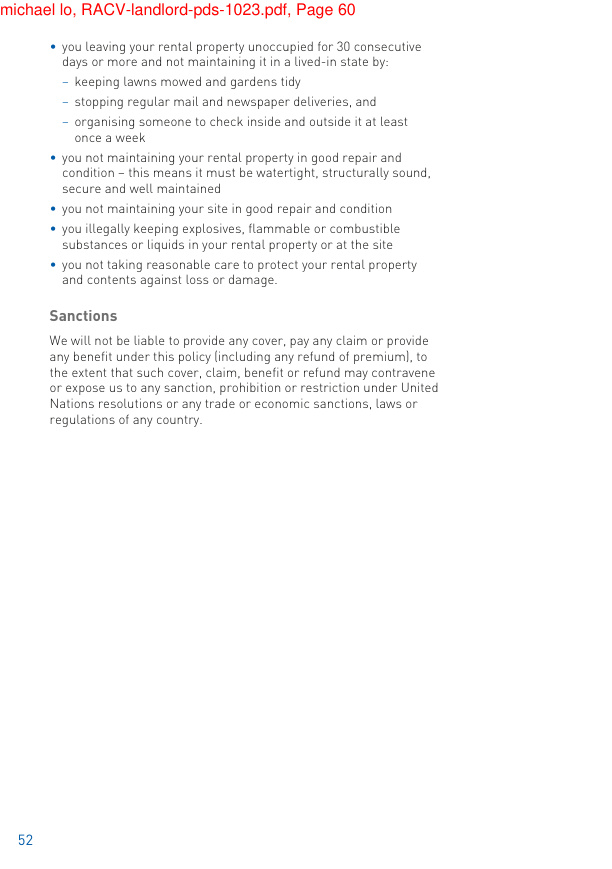 michael lo, RACV-landlord-pds-1023.pdf, Page 60
• you leaving your rental property unoccupied for 30 consecutive
days or more and not maintaining it in a lived-in state by:
– keeping lawns mowed and gardens tidy
– stopping regular mail and newspaper deliveries, and
– organising someone to check inside and outside it at least
once a week
• you not maintaining your rental property in good repair and
condition – this means it must be watertight, structurally sound,
secure and well maintained
• you not maintaining your site in good repair and condition
• you illegally keeping explosives, flammable or combustible
substances or liquids in your rental property or at the site
• you not taking reasonable care to protect your rental property
and contents against loss or damage.
Sanctions
We will not be liable to provide any cover, pay any claim or provide
any benefit under this policy (including any refund of premium), to
the extent that such cover, claim, benefit or refund may contravene
or expose us to any sanction, prohibition or restriction under United
Nations resolutions or any trade or economic sanctions, laws or
regulations of any country.
52